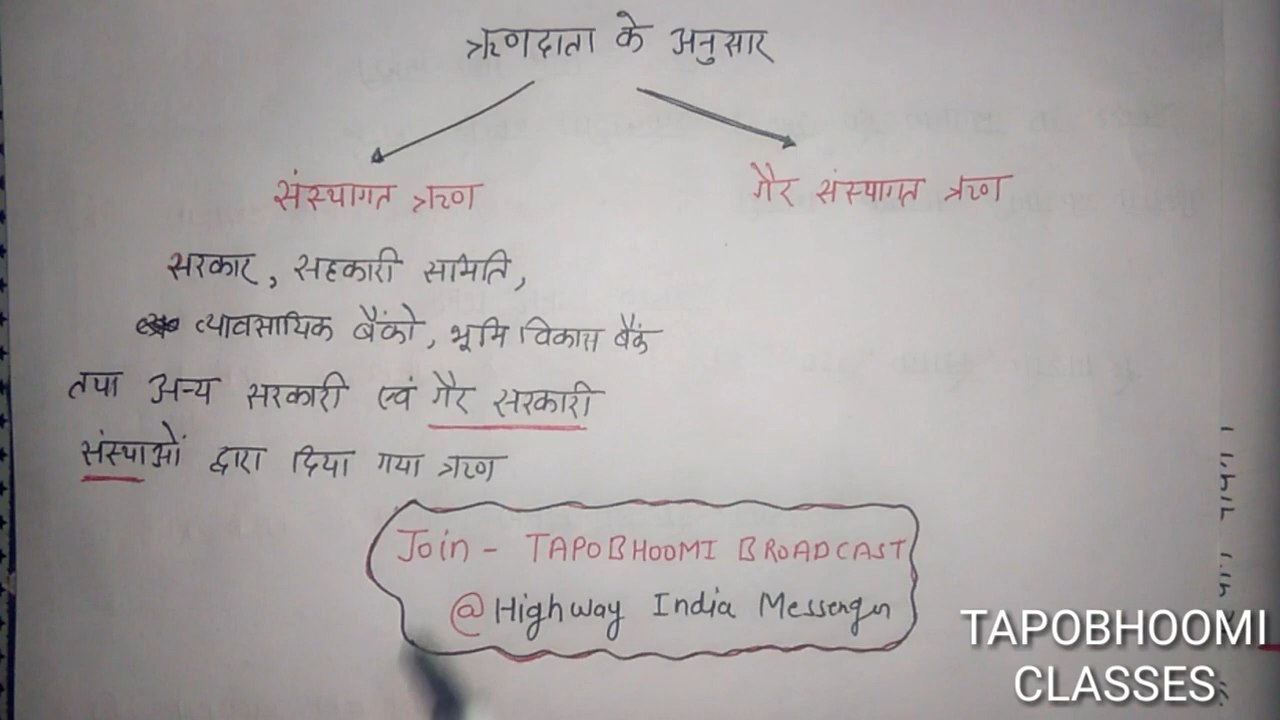 ऋणदाता के अनुसार
संस्थागत ऋण
गैर संस्थागत ऋण
सरकार, सहकारी समिति,
व्यावसायिक बैंको, भूमि विकास बैंक
तथा अन्य सरकारी एवं गैर सरकारी
संस्थाओं द्वारा दिया गया ऋण
Join - TAPOBHOOMI BROADCAST
@ Highway India Messenger
TAPOBHOOMI
CLASSES